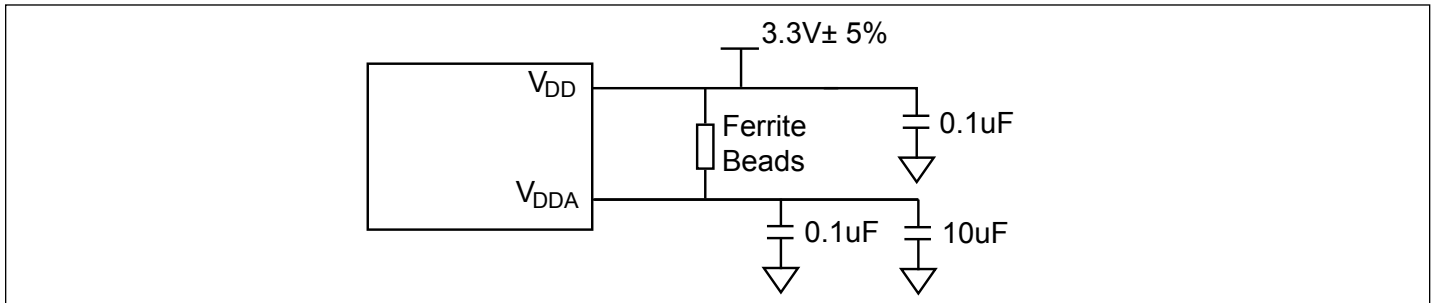 3.3V± 5%
VDD
Ferrite
Beads
0.1uF
VDDA
0.1uF
10uF